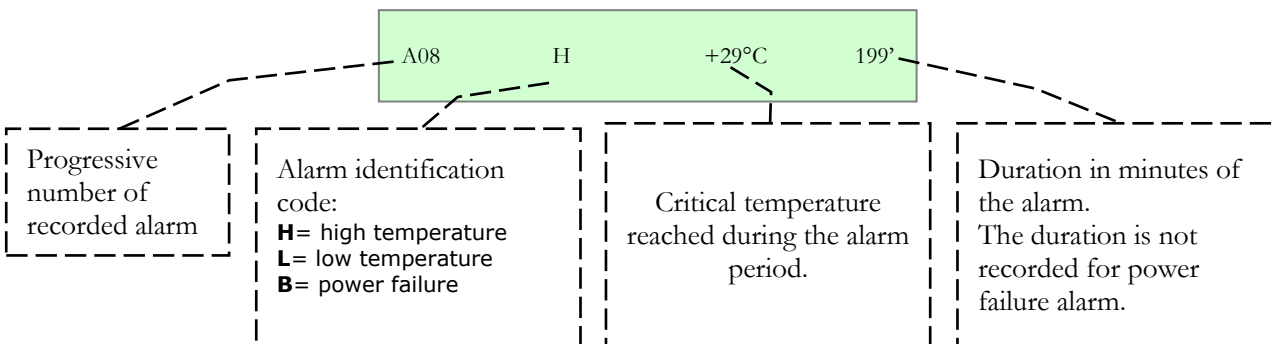 A08 H +29°C 199'
Progressive
number of
recorded alarm
Alarm identification
code:
H= high temperature
L= low temperature
B= power failure
Critical temperature
reached during the alarm
period.
Duration in minutes of
the alarm.
The duration is not
recorded for power
failure alarm.